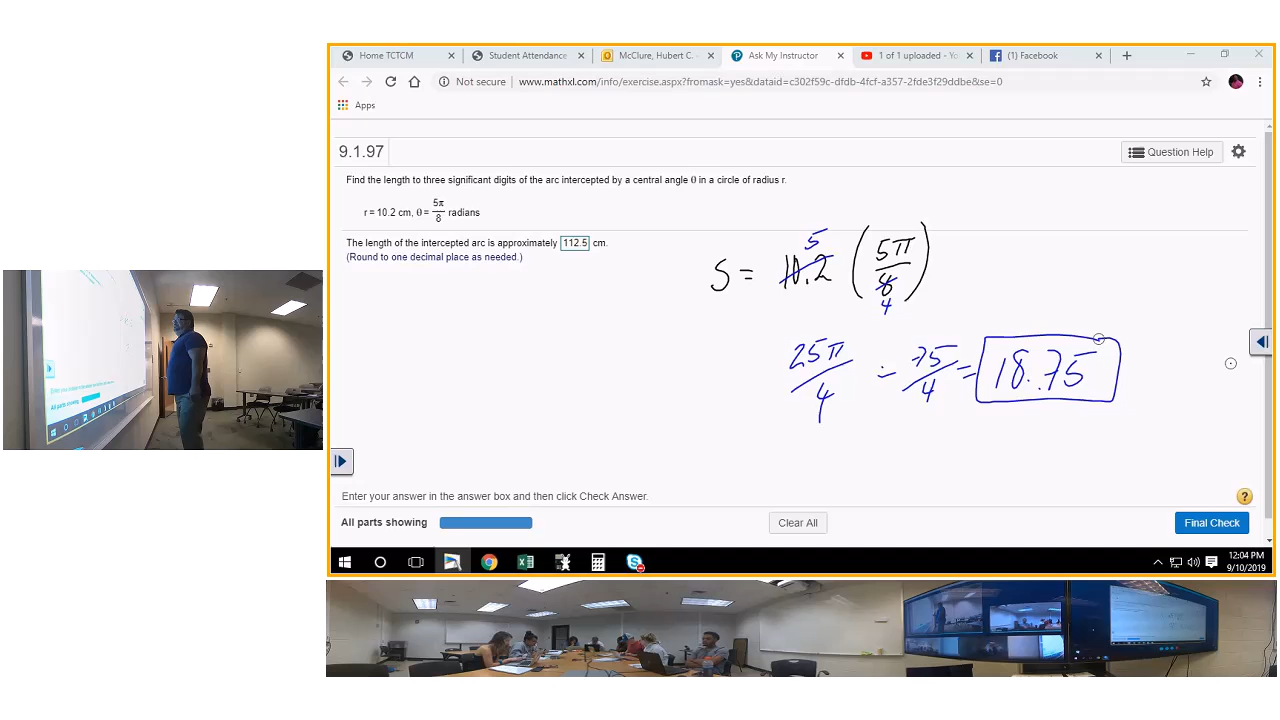 Home TCTCM
Student Attendance
McClure, Hubert C. -
Ask My Instructor
1 of 1 uploaded - Yo
(1) Facebook
Not secure
www.mathxl.com/info/exercise.aspx?fromask=yes&dataid=c302f59c-dfdb-4fcf-a357-2fde3f29ddbe&se=0
Apps
9.1.97
Question Help
Find the length to three significant digits of the arc intercepted by a central angle θ in a circle of radius r.
r = 10.2 cm, θ = 5π/8 radians
The length of the intercepted arc is approximately 112.5 cm.
(Round to one decimal place as needed.)
5
S = 10.2 (5π/8)
4
25π/4 = 75/4 = 18.75
Enter your answer in the answer box and then click Check Answer.
?
All parts showing
Clear All
Final Check
12:04 PM
9/10/2019